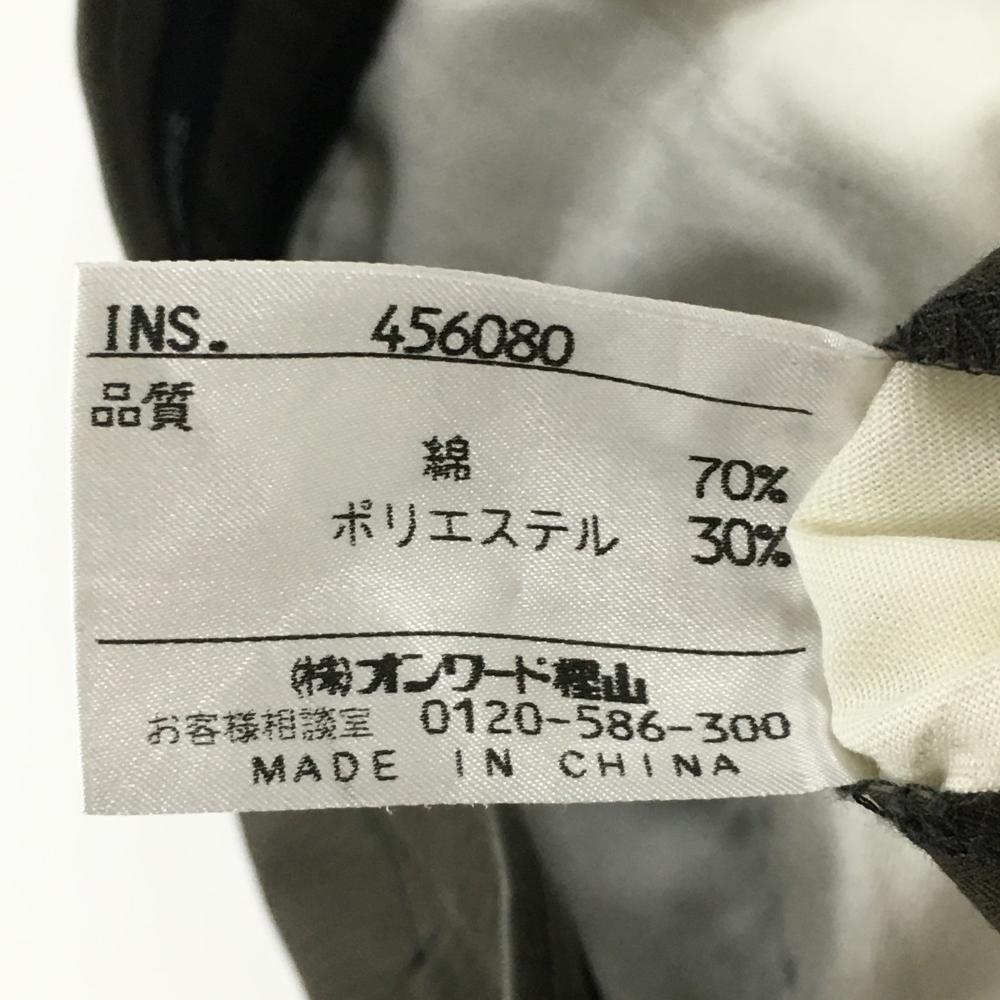 INS. 456080
品質
綿 70%
ポリエステル 30%
㈱オンワード樫山
お客様相談室 0120-586-300
MADE IN CHINA